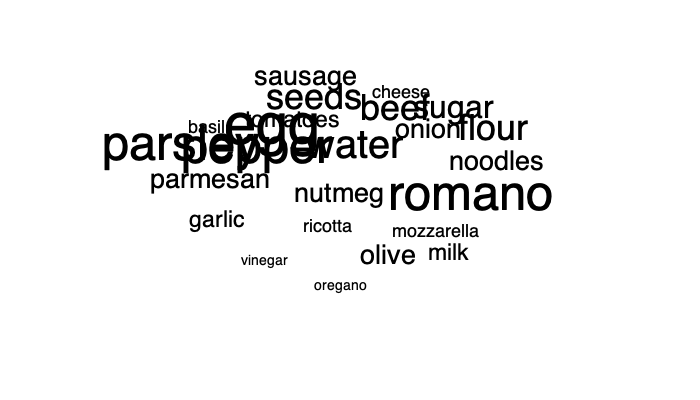 sausage
cheese
seeds
beef
sugar
tomatoes
egg
basil
onion
flour
parsley
pepper
water
noodles
parmesan
nutmeg
romano
garlic
ricotta
mozzarella
olive
milk
vinegar
oregano